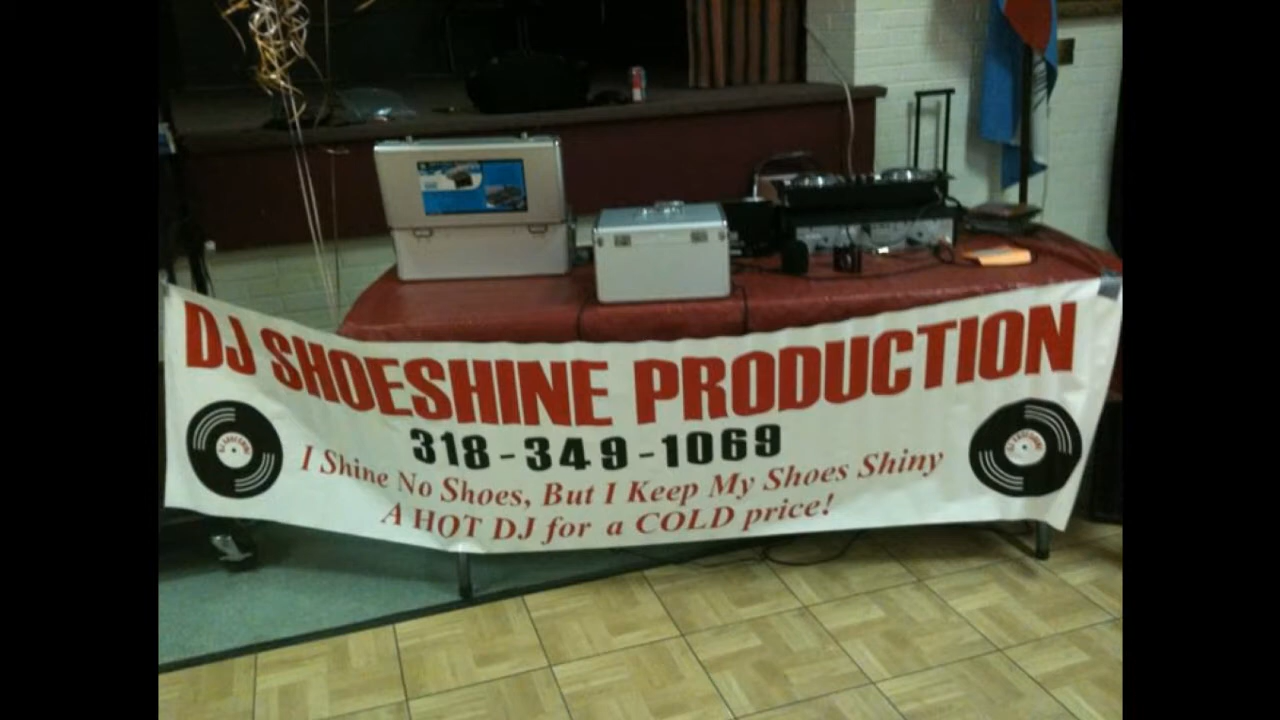 DJ SHOESHINE PRODUCTION
318-349-1069
I Shine No Shoes, But I Keep My Shoes Shiny
A HOT DJ for a COLD price!